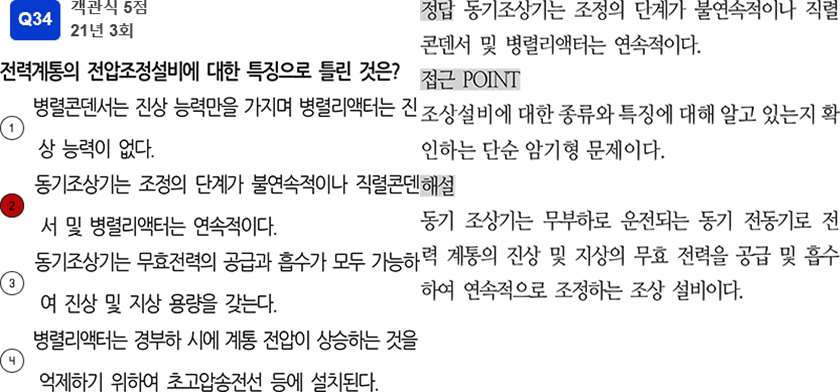 Q34
객관식 5점
21년 3회
전력계통의 전압조정설비에 대한 특징으로 틀린 것은?
1 병렬콘덴서는 진상 능력만을 가지며 병렬리액터는 진
상 능력이 없다.
2 동기조상기는 조정의 단계가 불연속적이나 직렬콘덴
서 및 병렬리액터는 연속적이다.
3 동기조상기는 무효전력의 공급과 흡수가 모두 가능하
여 진상 및 지상 용량을 갖는다.
4 병렬리액터는 경부하 시에 계통 전압이 상승하는 것을
억제하기 위하여 초고압송전선 등에 설치된다.
정답 동기조상기는 조정의 단계가 불연속적이나 직렬
콘덴서 및 병렬리액터는 연속적이다.
접근 POINT
조상설비에 대한 종류와 특징에 대해 알고 있는지 확
인하는 단순 암기형 문제이다.
해설
동기 조상기는 무부하로 운전되는 동기 전동기로 전
력 계통의 진상 및 지상의 무효 전력을 공급 및 흡수
하여 연속적으로 조정하는 조상 설비이다.